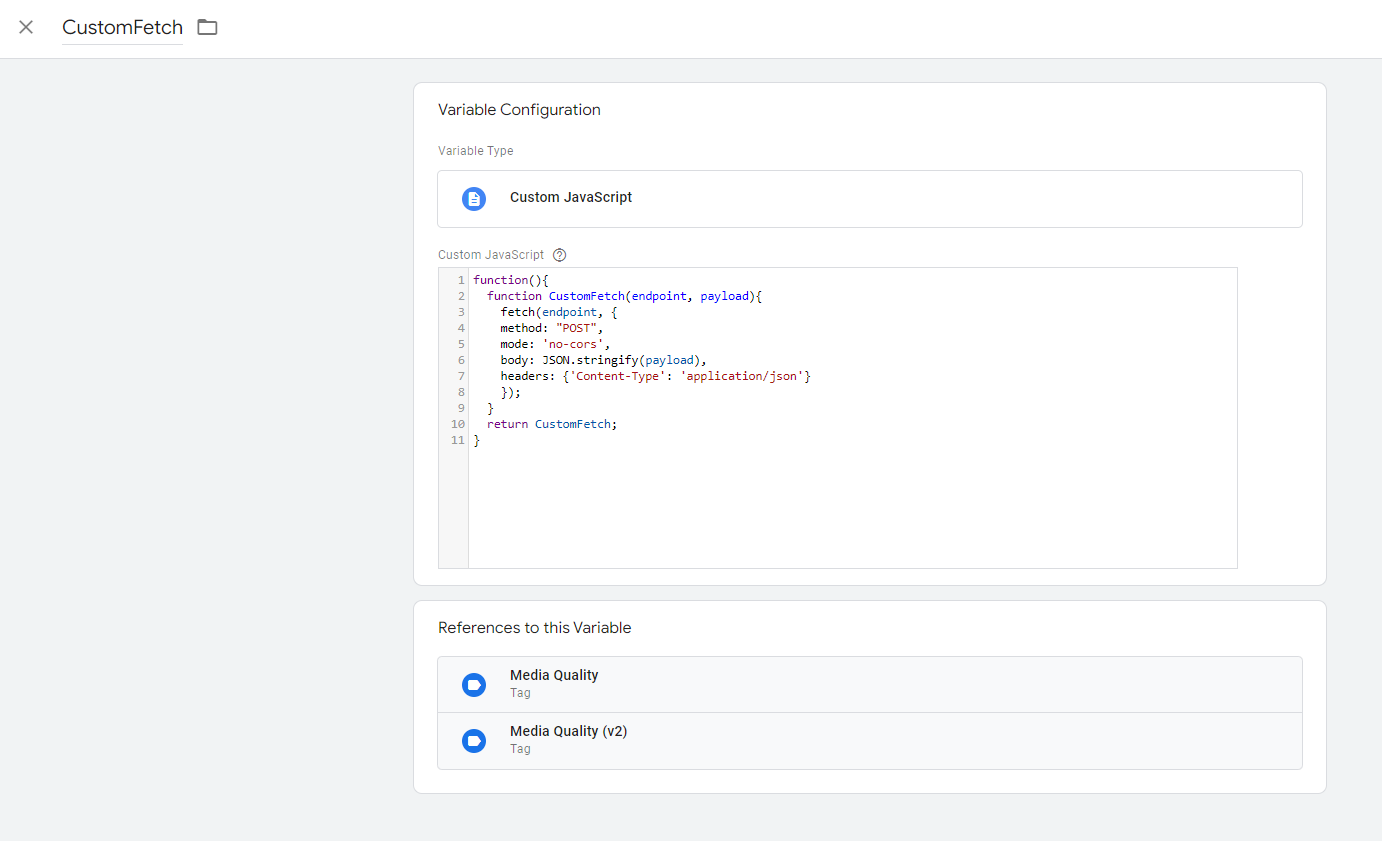 CustomFetch
Variable Configuration
Variable Type
Custom JavaScript
Custom JavaScript
1 function(){
2 function CustomFetch(endpoint, payload){
3 fetch(endpoint, {
4 method: "POST",
5 mode: 'no-cors',
6 body: JSON.stringify(payload),
7 headers: {'Content-Type': 'application/json'}
8 });
9 }
10 return CustomFetch;
11 }
References to this Variable
Media Quality
Tag
Media Quality (v2)
Tag